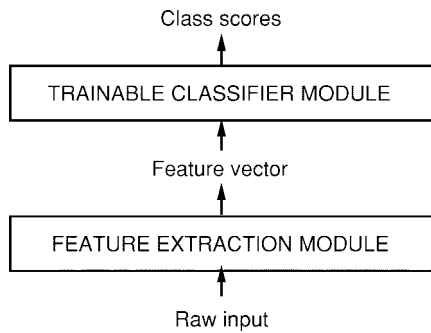 Class scores
TRAINABLE CLASSIFIER MODULE
Feature vector
FEATURE EXTRACTION MODULE
Raw input